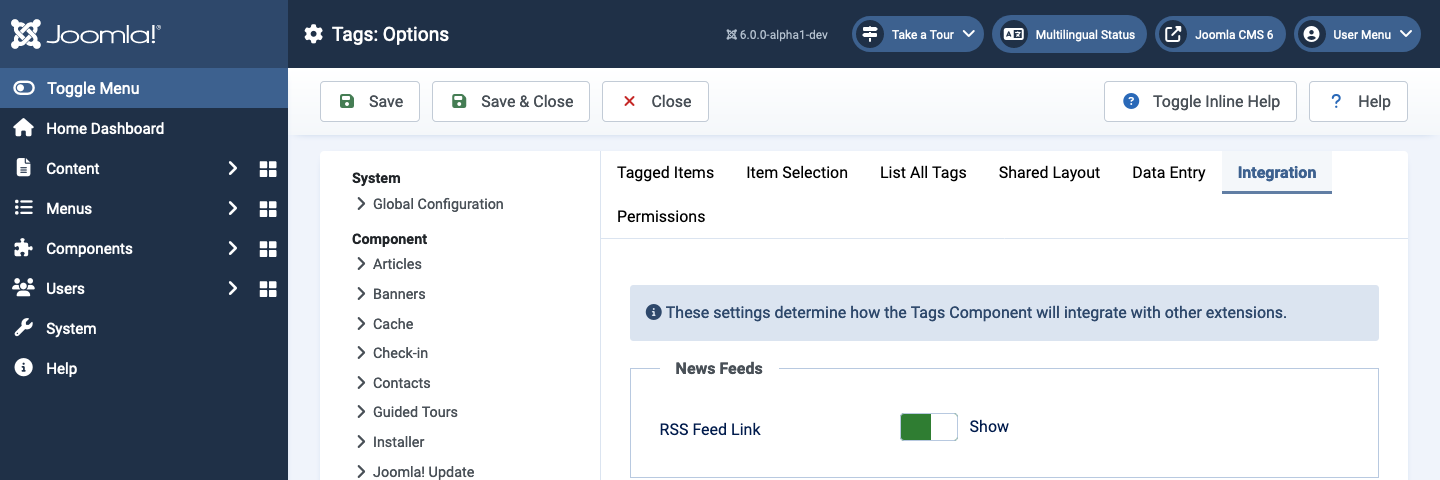 Joomla!®
Tags: Options
6.0.0-alpha1-dev
Take a Tour
Multilingual Status
Joomla CMS 6
User Menu
Toggle Menu
Home Dashboard
Content
Menus
Components
Users
System
Help
Save
Save & Close
Close
Toggle Inline Help
? Help
System
Global Configuration
Component
Articles
Banners
Cache
Check-in
Contacts
Guided Tours
Installer
Joomla! Update
Tagged Items
Item Selection
List All Tags
Shared Layout
Data Entry
Integration
Permissions
These settings determine how the Tags Component will integrate with other extensions.
News Feeds
RSS Feed Link
Show